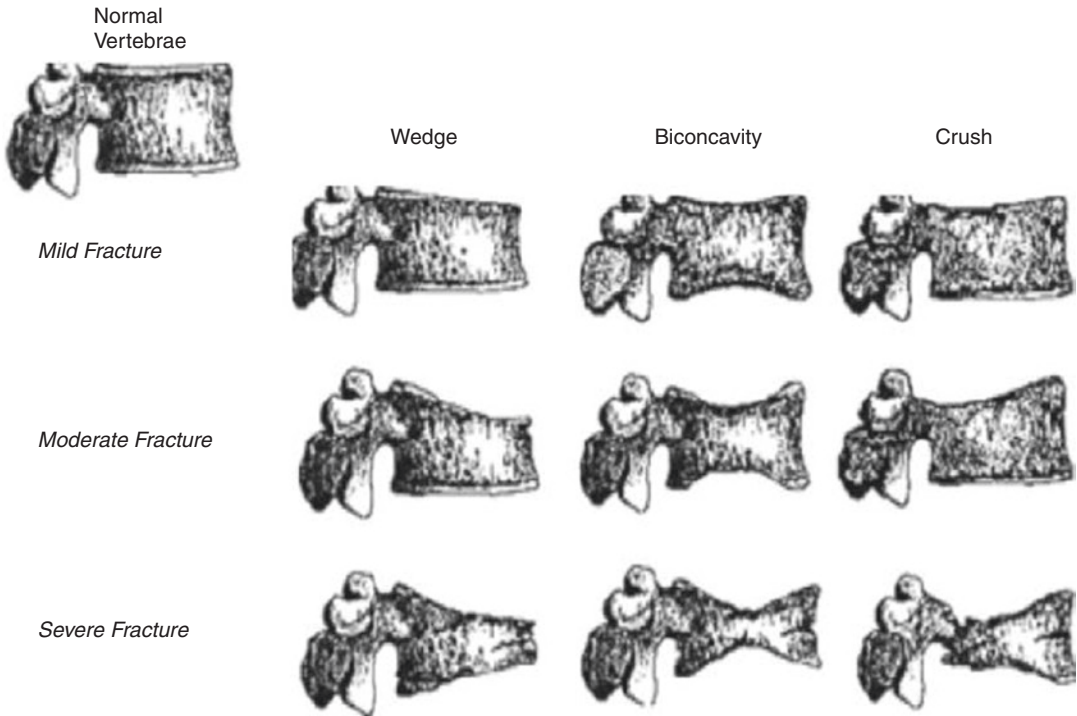 Normal
Vertebrae
Wedge
Biconcavity
Crush
Mild Fracture
Moderate Fracture
Severe Fracture